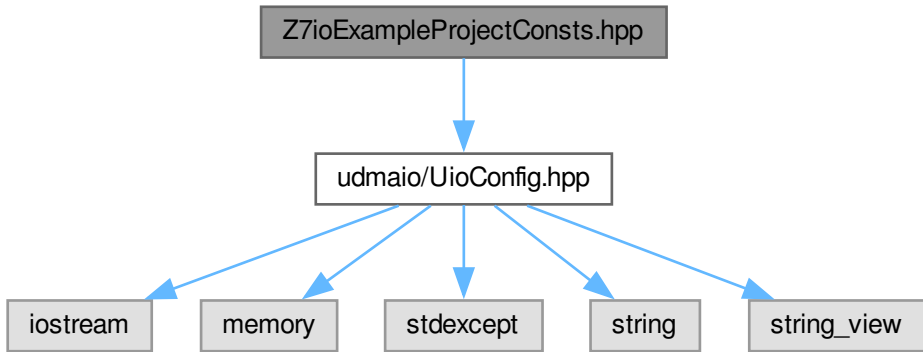 Z7ioExampleProjectConsts.hpp
udmaio/UioConfig.hpp
iostream
memory
stdexcept
string
string_view